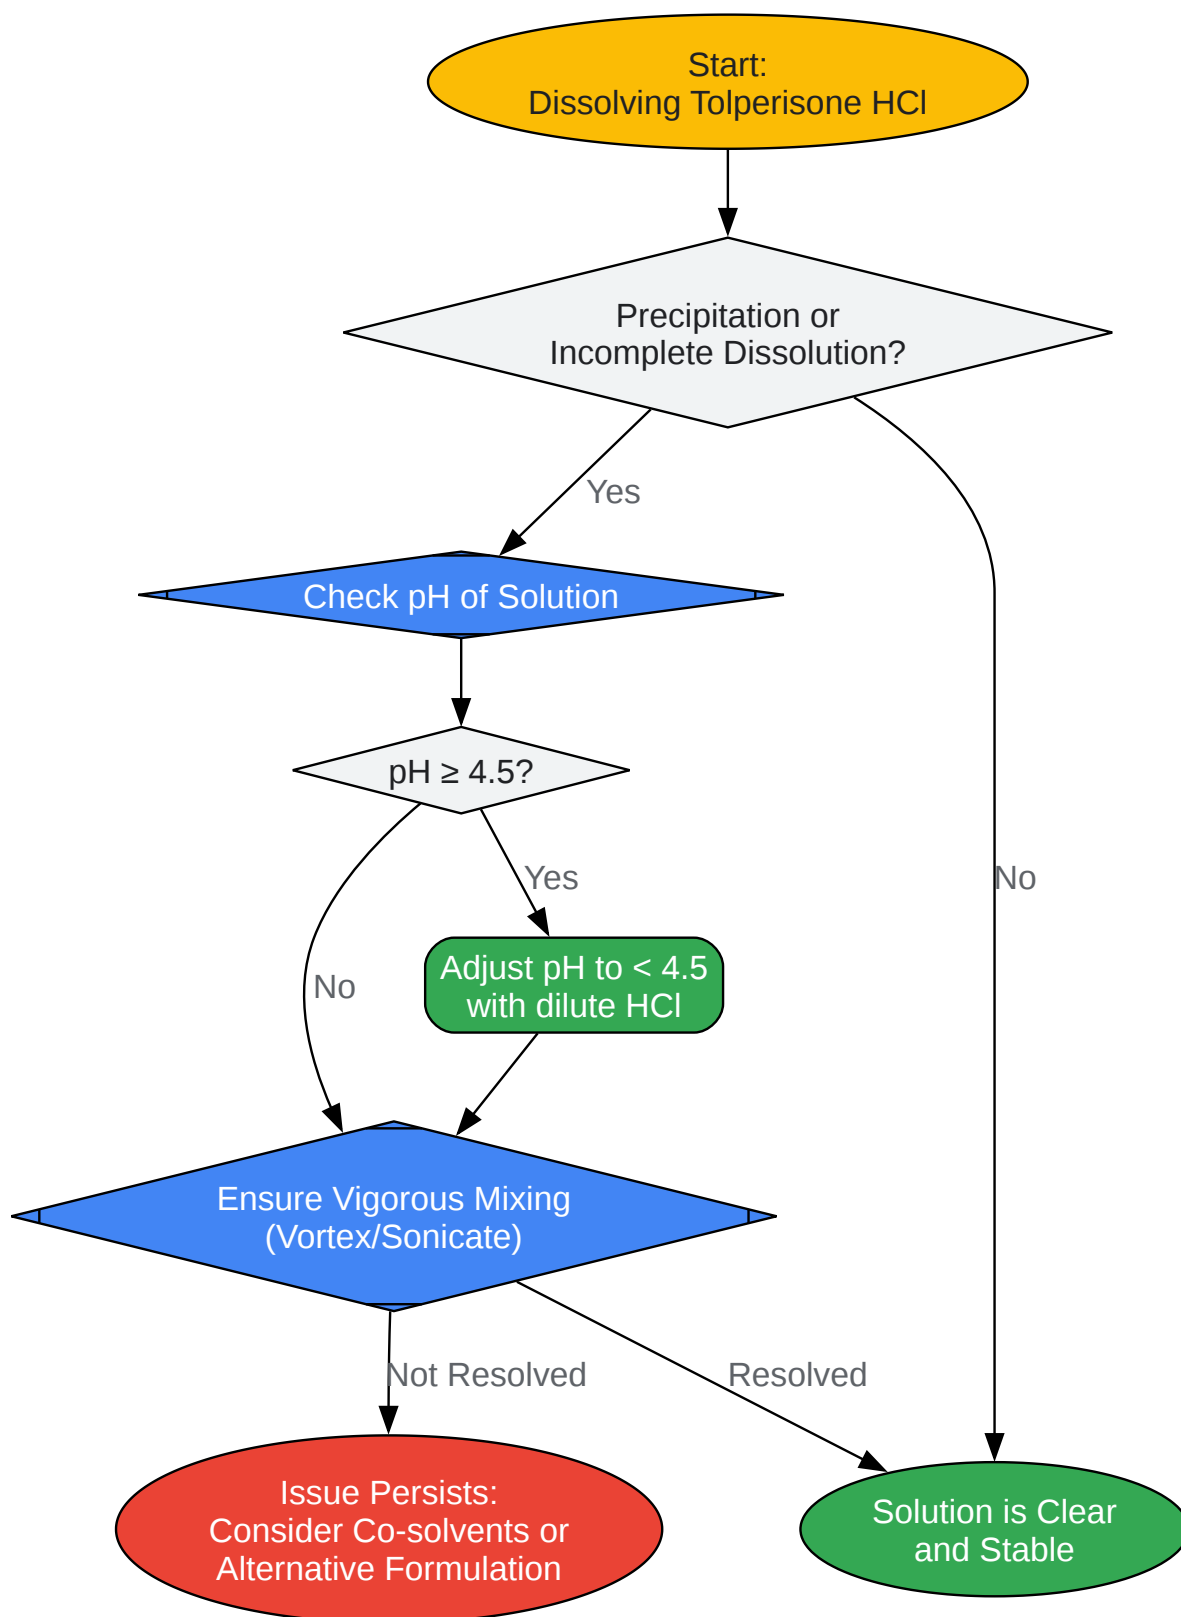 Start:
Dissolving Tolperisone HCl
Precipitation or
Incomplete Dissolution?
Yes
Check pH of Solution
pH ≥ 4.5?
Yes
No
Adjust pH to < 4.5
with dilute HCl
No
Ensure Vigorous Mixing
(Vortex/Sonicate)
Not Resolved
Resolved
Issue Persists:
Consider Co-solvents or
Alternative Formulation
Solution is Clear
and Stable